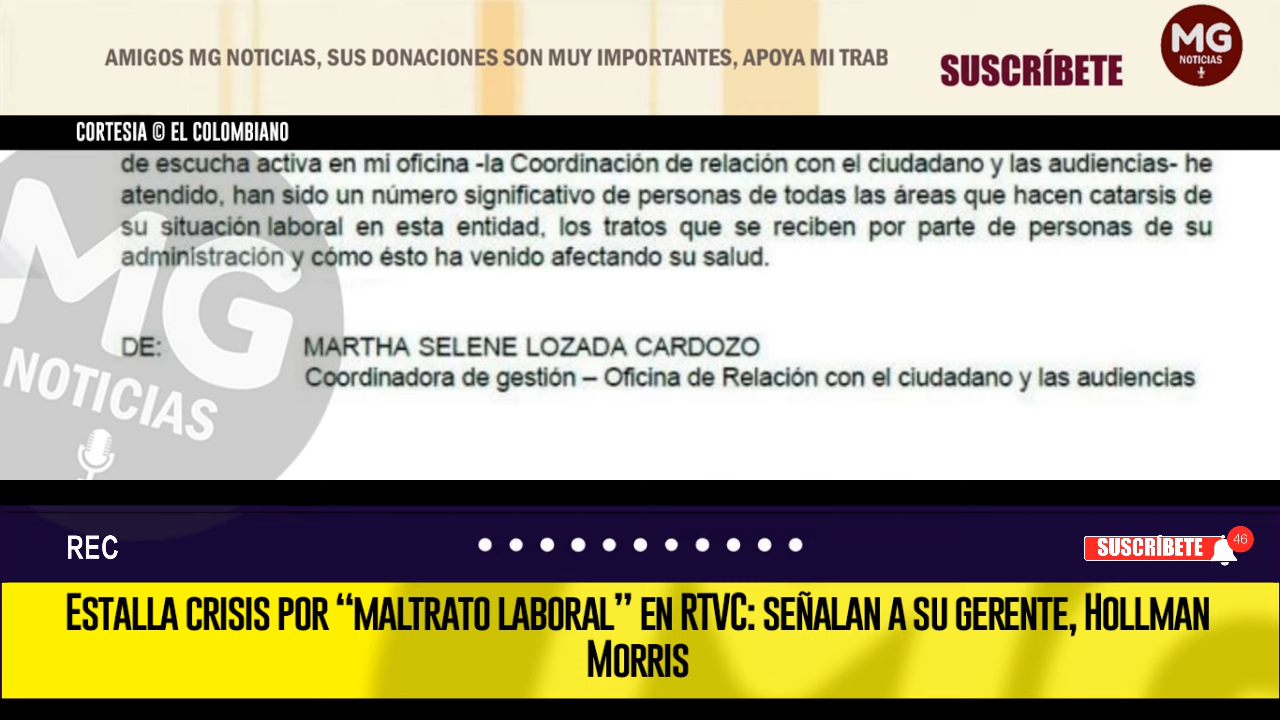 AMIGOS MG NOTICIAS, SUS DONACIONES SON MUY IMPORTANTES, APOYA MI TRAB
SUSCRÍBETE
MG
NOTICIAS
CORTESIA © EL COLOMBIANO
de escucha activa en mi oficina -la Coordinación de relación con el ciudadano y las audiencias- he
atendido, han sido un número significativo de personas de todas las áreas que hacen catarsis de
su situación laboral en esta entidad, los tratos que se reciben por parte de personas de su
administración y cómo ésto ha venido afectando su salud.
DE: MARTHA SELENE LOZADA CARDOZO
Coordinadora de gestión – Oficina de Relación con el ciudadano y las audiencias
MG
NOTICIAS
REC
SUSCRÍBETE
46
ESTALLA CRISIS POR “MALTRATO LABORAL” EN RTVC: SEÑALAN A SU GERENTE, HOLLMAN
MORRIS